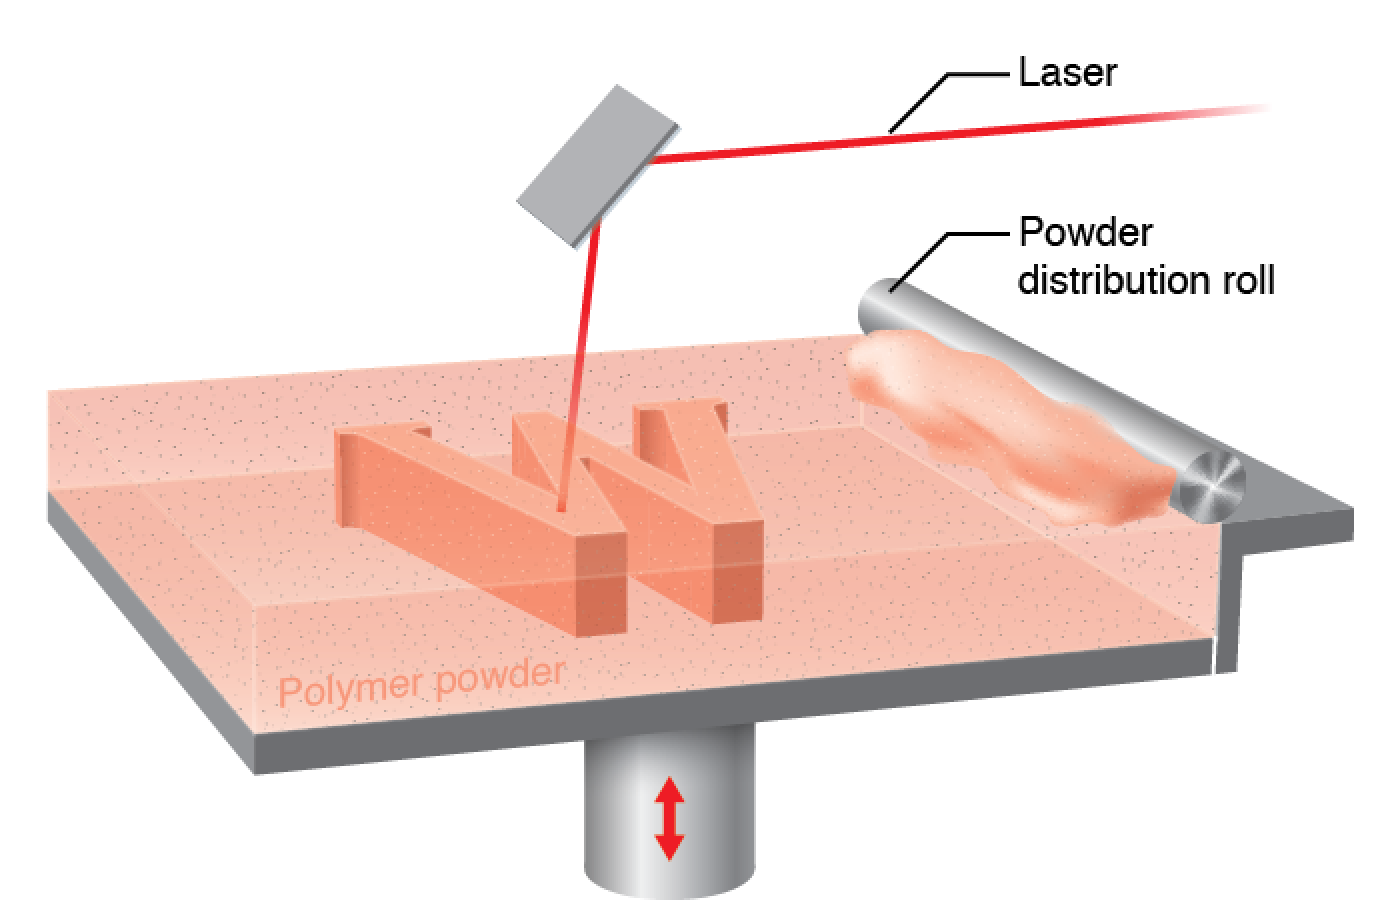 Laser
Powder
distribution roll
W
Polymer powder